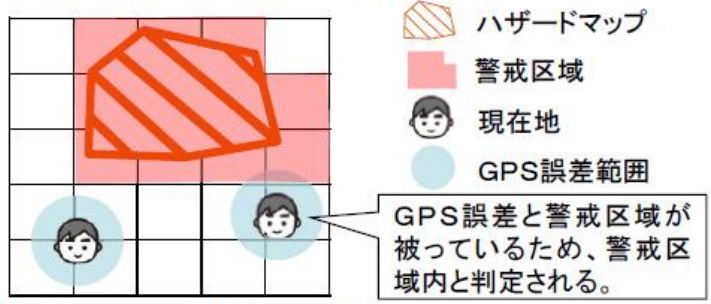 ハザードマップ
警戒区域
現在地
GPS誤差範囲
GPS誤差と警戒区域が
被っているため、警戒区
域内と判定される。